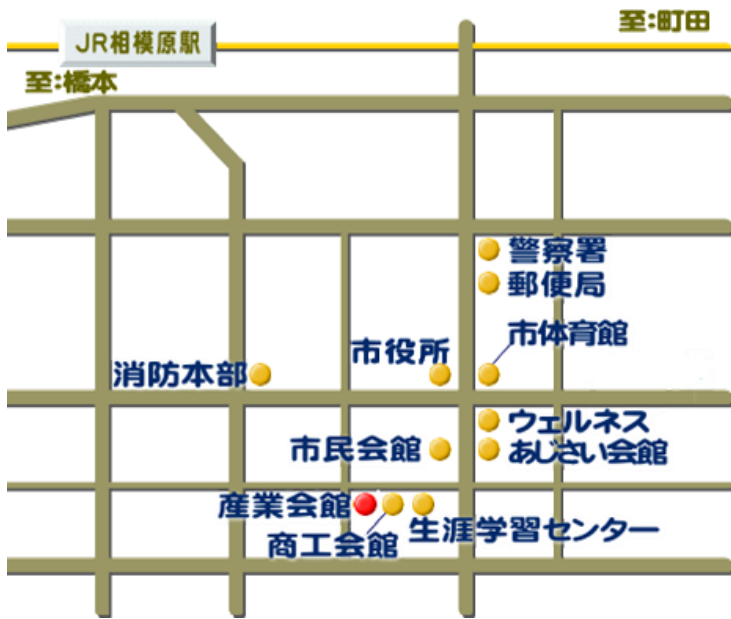 至:町田
JR相模原駅
至:橋本
警察署
郵便局
市体育館
市役所
消防本部
ウェルネス
市民会館
あじさい会館
産業会館
生涯学習センター
商工会館